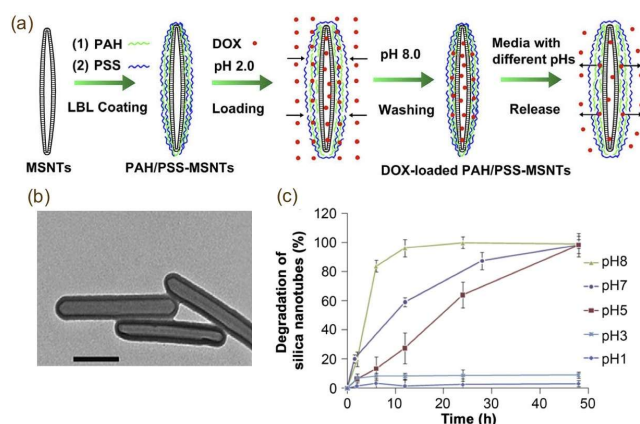 (a)
(1) PAH
(2) PSS
LBL Coating
DOX
pH 2.0
Loading
pH 8.0
Washing
Media with
different pHs
Release
MSNTs
PAH/PSS-MSNTs
DOX-loaded PAH/PSS-MSNTs
(b)
(c)
Degradation of
silica nanotubes (%)
120
100
80
60
40
20
0
0 10 20 30 40 50
Time (h)
pH8
pH7
pH5
pH3
pH1